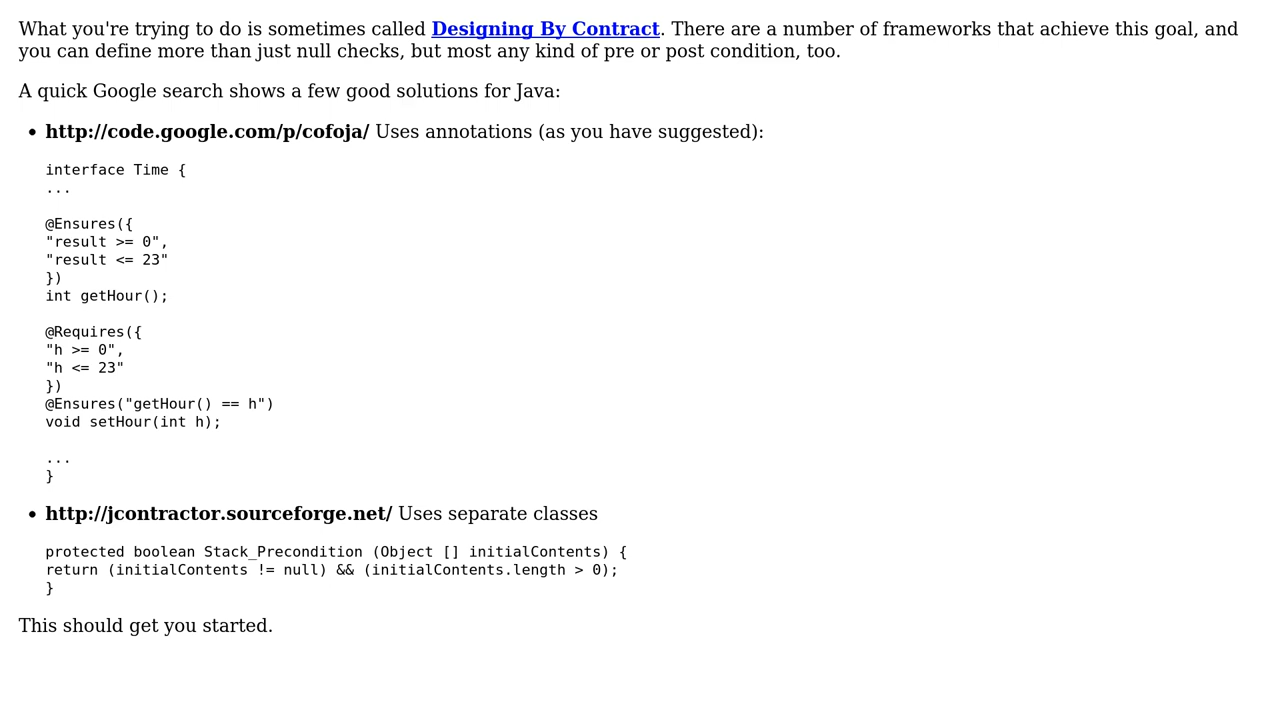 What you're trying to do is sometimes called Designing By Contract. There are a number of frameworks that achieve this goal, and
you can define more than just null checks, but most any kind of pre or post condition, too.
A quick Google search shows a few good solutions for Java:
• http://code.google.com/p/cofoja/ Uses annotations (as you have suggested):
interface Time {
...
@Ensures({
"result >= 0",
"result <= 23"
})
int getHour();
@Requires({
"h >= 0",
"h <= 23"
})
@Ensures("getHour() == h")
void setHour(int h);
...
}
• http://jcontractor.sourceforge.net/ Uses separate classes
protected boolean Stack_Precondition (Object [] initialContents) {
return (initialContents != null) && (initialContents.length > 0);
}
This should get you started.